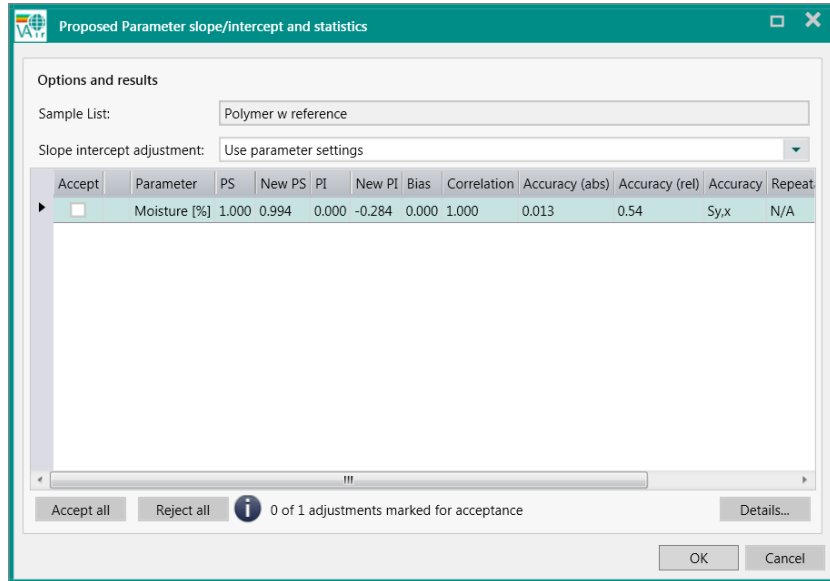 Proposed Parameter slope/intercept and statistics
Options and results
Sample List: Polymer w reference
Slope intercept adjustment: Use parameter settings
Accept Parameter PS New PS PI New PI Bias Correlation Accuracy (abs) Accuracy (rel) Accuracy Repeat
Moisture [%] 1.000 0.994 0.000 -0.284 0.000 1.000 0.013 0.54 Sy,x N/A
Accept all Reject all 0 of 1 adjustments marked for acceptance Details...
OK Cancel